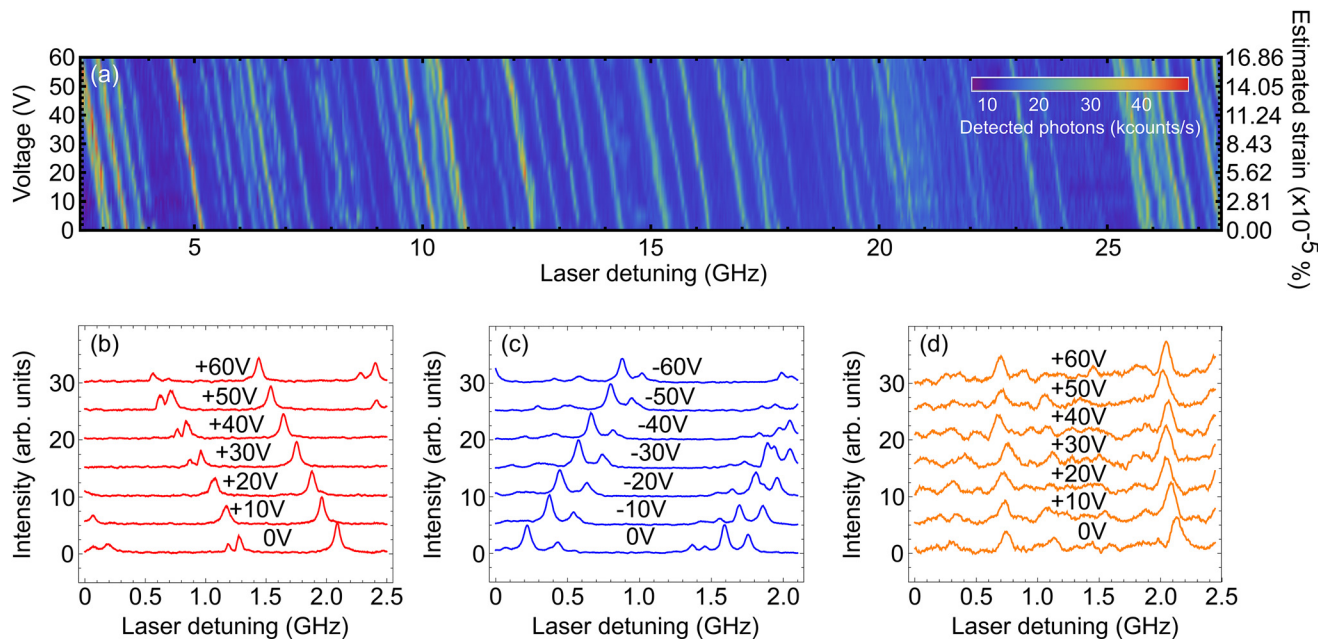 (a)
60
50
40
30
20
10
0
Voltage (V)
16.86
14.05
11.24
8.43
5.62
2.81
0.00
Estimated strain (x10-5 %)
10 20 30 40
Detected photons (kcounts/s)
5 10 15 20 25
Laser detuning (GHz)
(b)
+60V
+50V
+40V
+30V
+20V
+10V
0V
30
20
10
0
Intensity (arb. units)
0 0.5 1.0 1.5 2.0 2.5
Laser detuning (GHz)
(c)
-60V
-50V
-40V
-30V
-20V
-10V
0V
30
20
10
0
Intensity (arb. units)
0 0.5 1.0 1.5 2.0
Laser detuning (GHz)
(d)
+60V
+50V
+40V
+30V
+20V
+10V
0V
30
20
10
0
Intensity (arb. units)
0 0.5 1.0 1.5 2.0 2.5
Laser detuning (GHz)